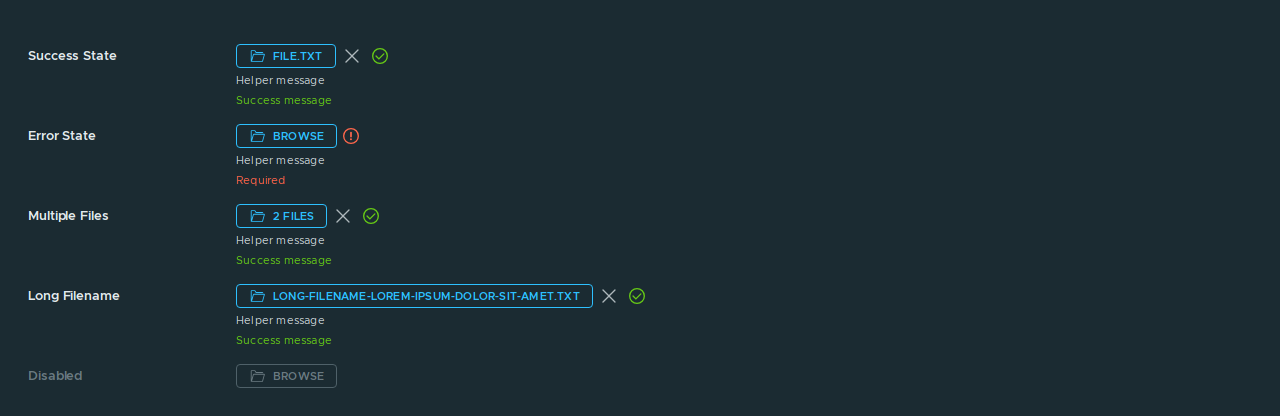 Success State
FILE.TXT
Helper message
Success message
Error State
BROWSE
Helper message
Required
Multiple Files
2 FILES
Helper message
Success message
Long Filename
LONG-FILENAME-LOREM-IPSUM-DOLOR-SIT-AMET.TXT
Helper message
Success message
Disabled
BROWSE